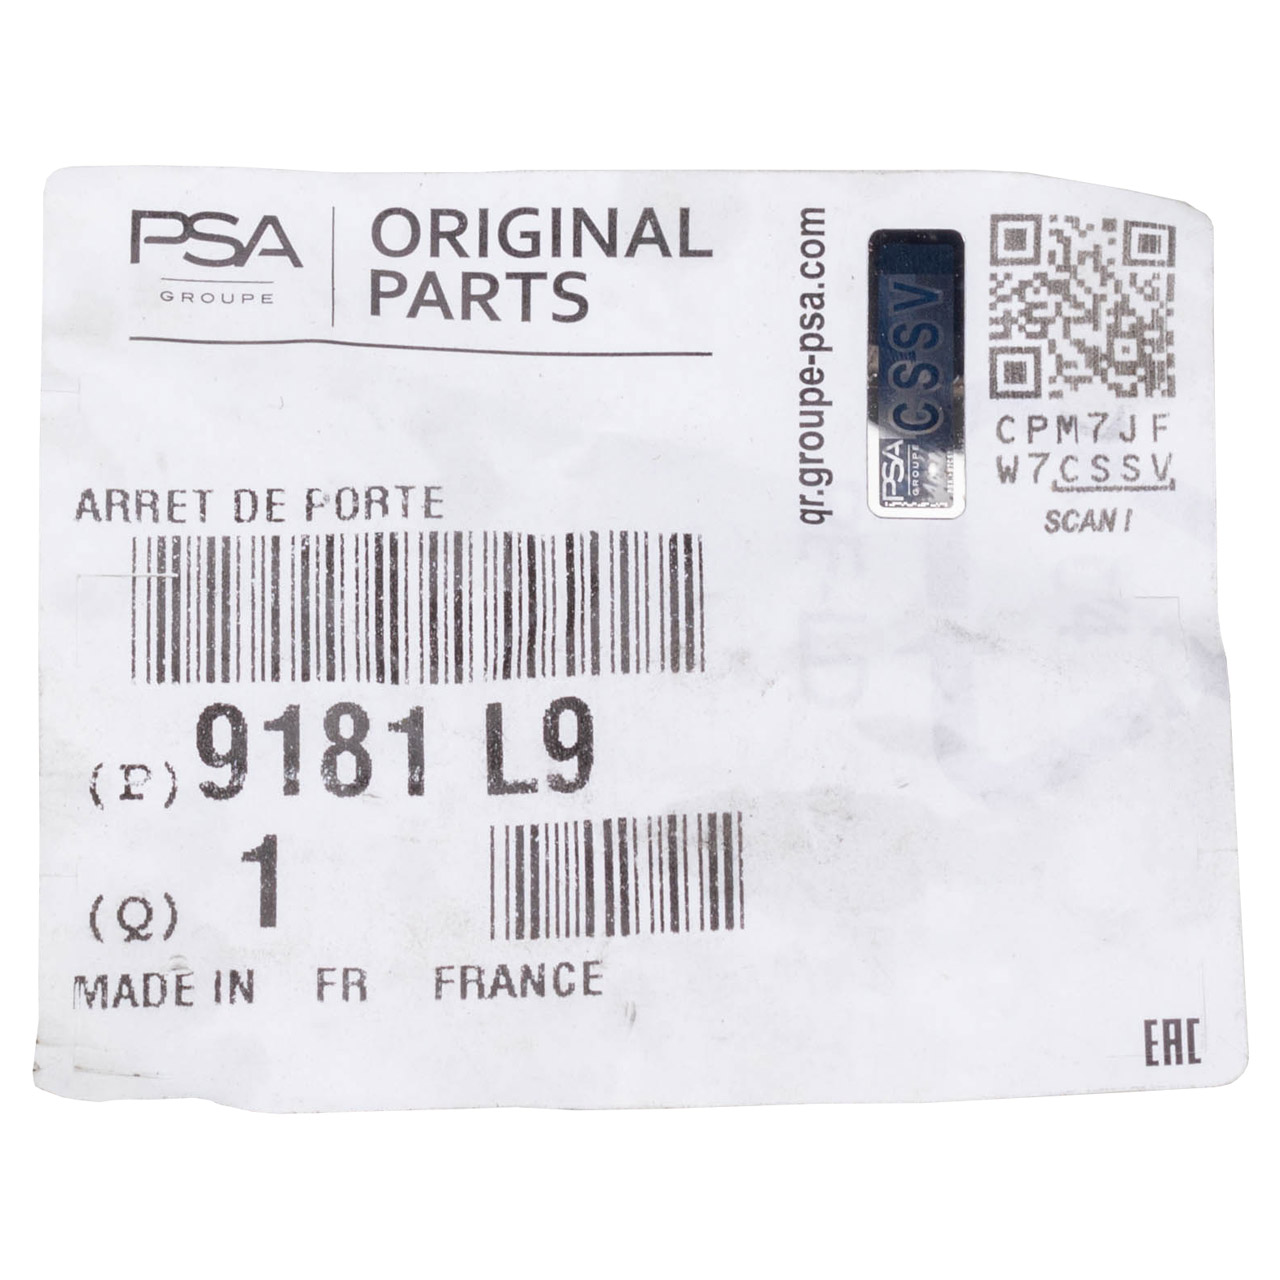 PSA
GROUPE
ORIGINAL
PARTS
qr.groupe-psa.com
CSSV
PSA
GROUPE
CPM7JF
W7CSSV
SCAN!
ARRET DE PORTE
(P) 9181 L9
(Q) 1
MADE IN FR FRANCE
EAC